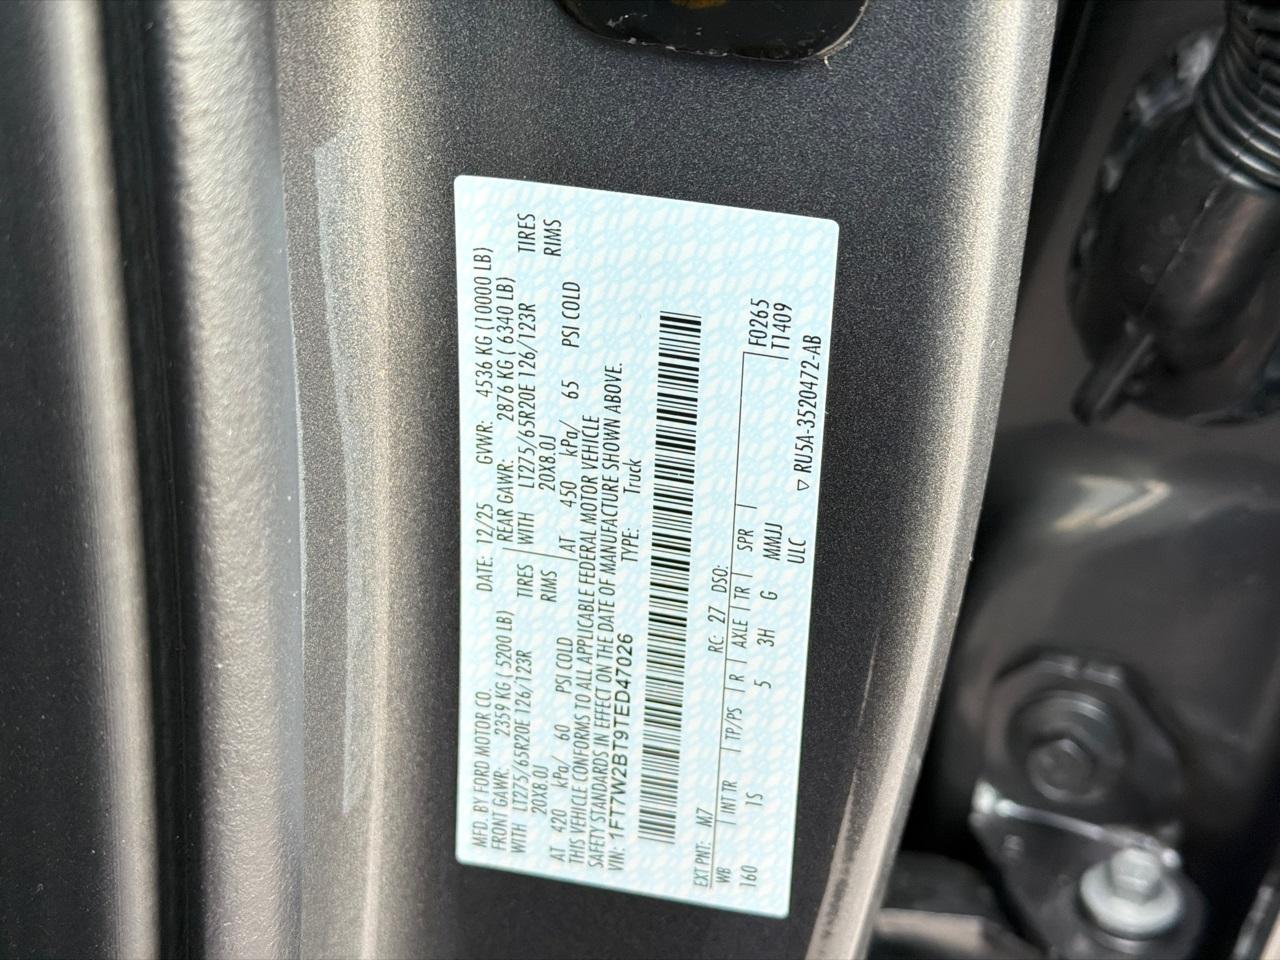 MFD. BY FORD MOTOR CO.
DATE: 12/25 GVWR: 4536 KG (10000 LB)
FRONT GAWR: 2359 KG ( 5200 LB)
REAR GAWR: 2876 KG ( 6340 LB)
WITH LT275/65R20E 126/123R TIRES
WITH LT275/65R20E 126/123R TIRES
20X8.0J RIMS
20X8.0J RIMS
AT 420 kPa/ 60 PSI COLD
AT 450 kPa/ 65 PSI COLD
THIS VEHICLE CONFORMS TO ALL APPLICABLE FEDERAL MOTOR VEHICLE
SAFETY STANDARDS IN EFFECT ON THE DATE OF MANUFACTURE SHOWN ABOVE.
VIN: 1FT7W2BT9TED47026
TYPE: Truck
EXT PNT: M7 RC: 27 DSO:
F0265
WB INT TR TP/PS R AXLE TR SPR
T1409
160 1S 5 3H G MMJJ
ULC
▽ RU5A-3520472-AB